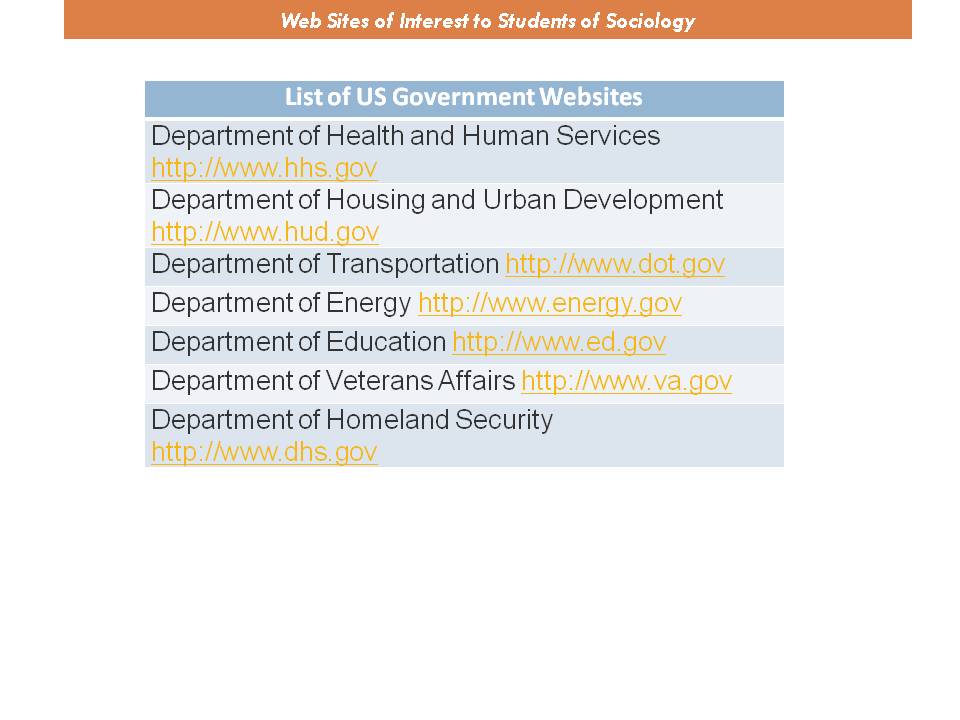 Web Sites of Interest to Students of Sociology
List of US Government Websites
Department of Health and Human Services
http://www.hhs.gov
Department of Housing and Urban Development
http://www.hud.gov
Department of Transportation http://www.dot.gov
Department of Energy http://www.energy.gov
Department of Education http://www.ed.gov
Department of Veterans Affairs http://www.va.gov
Department of Homeland Security
http://www.dhs.gov